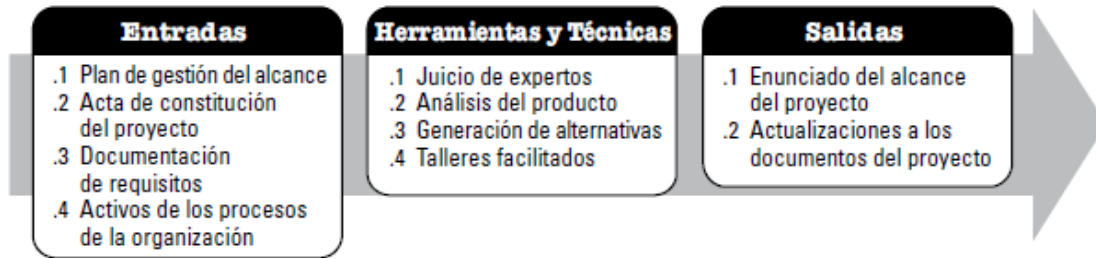 Entradas
.1 Plan de gestión del alcance
.2 Acta de constitución
del proyecto
.3 Documentación
de requisitos
.4 Activos de los procesos
de la organización
Herramientas y Técnicas
.1 Juicio de expertos
.2 Análisis del producto
.3 Generación de alternativas
.4 Talleres facilitados
Salidas
.1 Enunciado del alcance
del proyecto
.2 Actualizaciones a los
documentos del proyecto